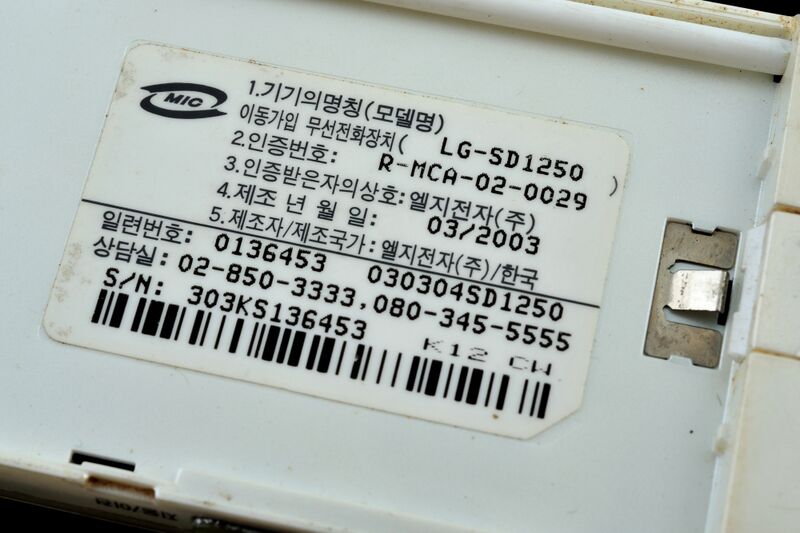 MIC
1.기기의명칭(모델명)
이동가입 무선전화장치( LG-SD1250 )
2.인증번호: R-MCA-02-0029
3.인증받은자의상호:엘지전자(주)
4.제조 년 월 일: 03/2003
5.제조자/제조국가:엘지전자(주)/한국
일련번호: 0136453 030304SD1250
상담실: 02-850-3333,080-345-5555
S/N: 303KS136453 K12 CW